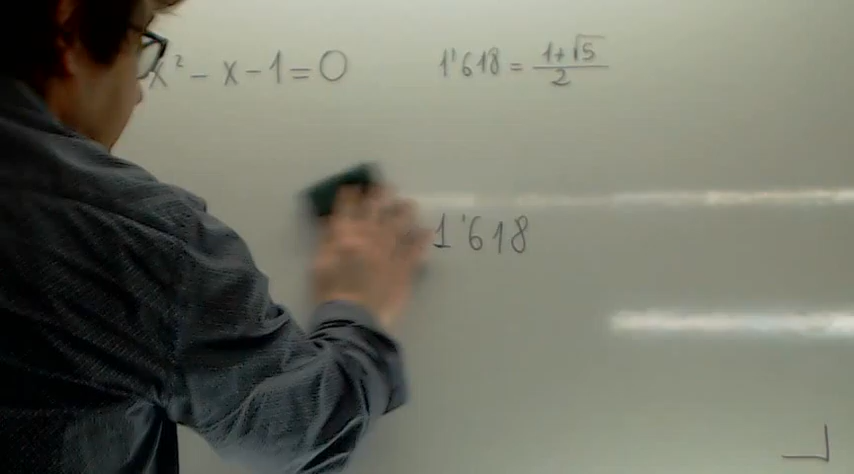 x² - x - 1 = 0
1'618 = (1+√5)/2
1'618